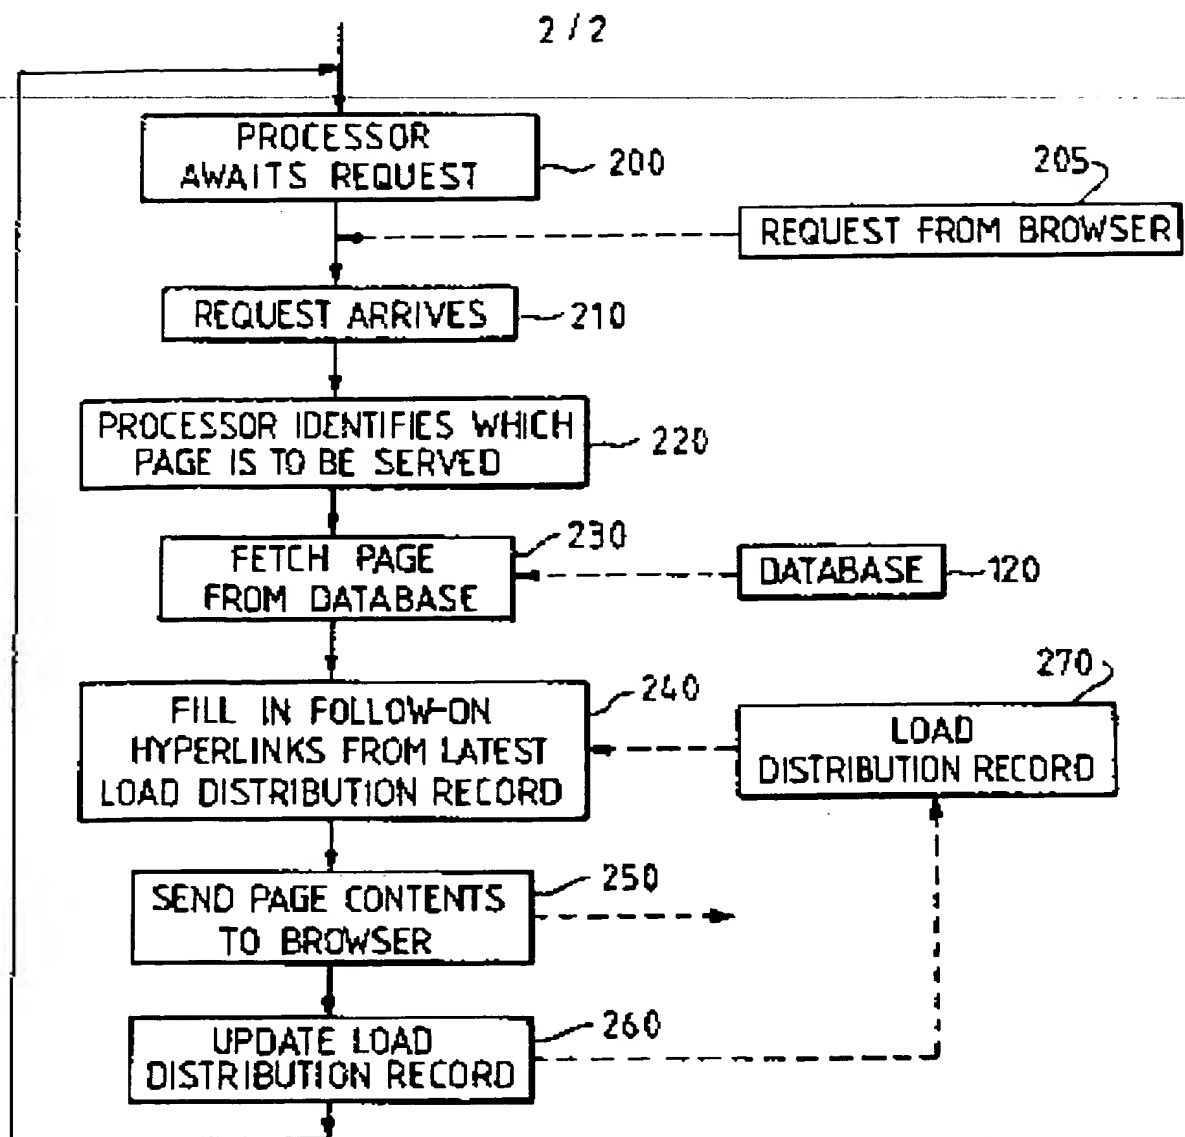 2/2
PROCESSOR
AWAITS REQUEST
200
205
REQUEST FROM BROWSER
REQUEST ARRIVES
210
PROCESSOR IDENTIFIES WHICH
PAGE IS TO BE SERVED
220
230
FETCH PAGE
FROM DATABASE
DATABASE
120
240
FILL IN FOLLOW-ON
HYPERLINKS FROM LATEST
LOAD DISTRIBUTION RECORD
270
LOAD
DISTRIBUTION RECORD
250
SEND PAGE CONTENTS
TO BROWSER
260
UPDATE LOAD
DISTRIBUTION RECORD